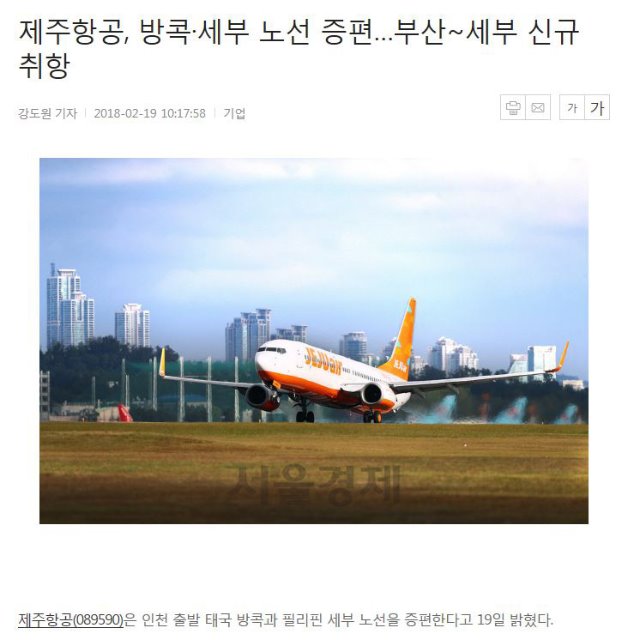 제주항공, 방콕·세부 노선 증편...부산~세부 신규
취항
강도원 기자 2018-02-19 10:17:58 기업
가 가
JEJUair
서울경제
제주항공(089590)은 인천 출발 태국 방콕과 필리핀 세부 노선을 증편한다고 19일 밝혔다.